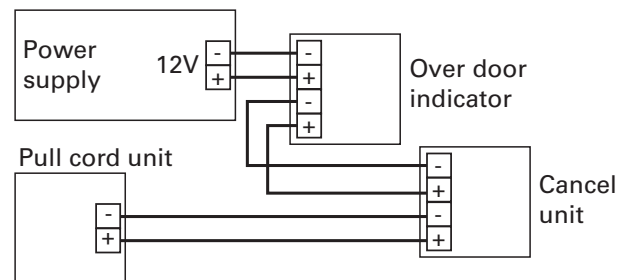 Power
supply
12V
-
+
-
+
-
+
Over door
indicator
Pull cord unit
-
+
-
+
-
+
Cancel
unit